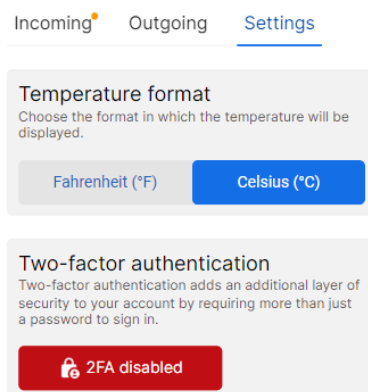 Incoming Outgoing Settings
Temperature format
Choose the format in which the temperature will be
displayed.
Fahrenheit (°F) Celsius (°C)
Two-factor authentication
Two-factor authentication adds an additional layer of
security to your account by requiring more than just
a password to sign in.
2FA disabled